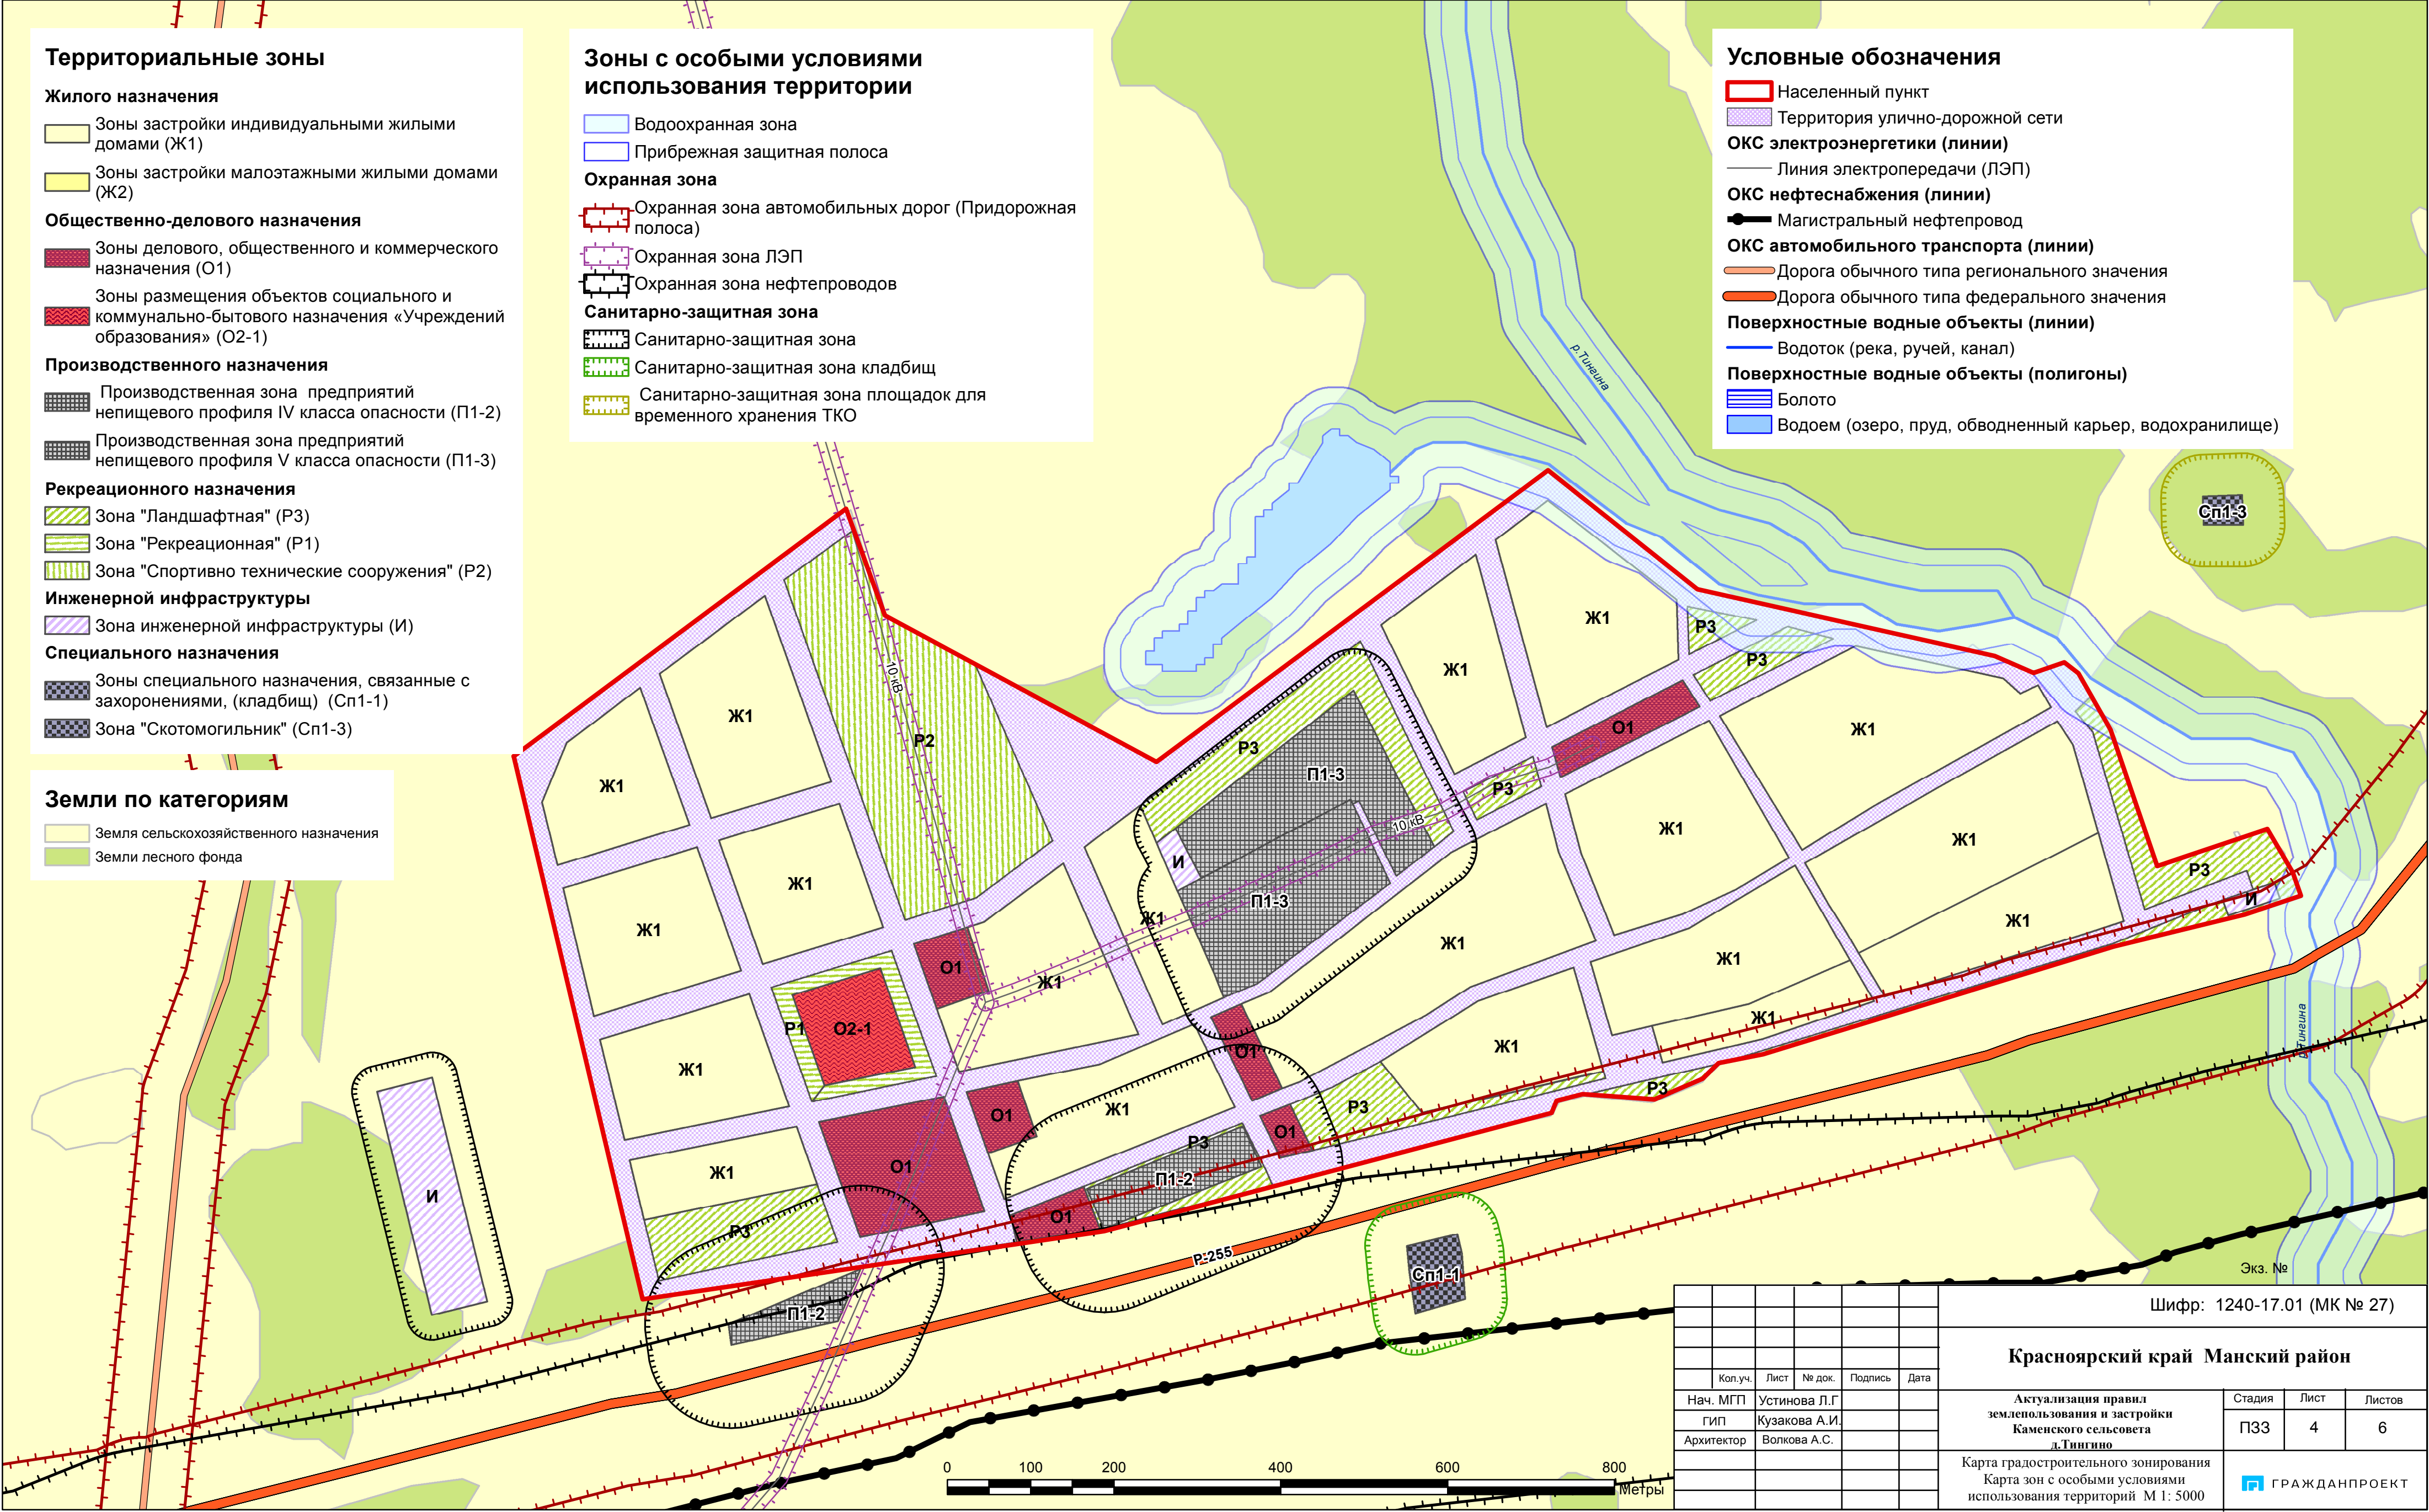 Территориальные зоны
Жилого назначения
Зоны застройки индивидуальными жилыми
домами (Ж1)
Зоны застройки малоэтажными жилыми домами
(Ж2)
Общественно-делового назначения
Зоны делового, общественного и коммерческого
назначения (О1)
Зоны размещения объектов социального и
коммунально-бытового назначения «Учреждений
образования» (О2-1)
Производственного назначения
Производственная зона предприятий
непищевого профиля IV класса опасности (П1-2)
Производственная зона предприятий
непищевого профиля V класса опасности (П1-3)
Рекреационного назначения
Зона "Ландшафтная" (Р3)
Зона "Рекреационная" (Р1)
Зона "Спортивно технические сооружения" (Р2)
Инженерной инфраструктуры
Зона инженерной инфраструктуры (И)
Специального назначения
Зоны специального назначения, связанные с
захоронениями, (кладбищ) (Сп1-1)
Зона "Скотомогильник" (Сп1-3)
Земли по категориям
Земля сельскохозяйственного назначения
Земли лесного фонда
Зоны с особыми условиями
использования территории
Водоохранная зона
Прибрежная защитная полоса
Охранная зона
Охранная зона автомобильных дорог (Придорожная
полоса)
Охранная зона ЛЭП
Охранная зона нефтепроводов
Санитарно-защитная зона
Санитарно-защитная зона
Санитарно-защитная зона кладбищ
Санитарно-защитная зона площадок для
временного хранения ТКО
Условные обозначения
Населенный пункт
Территория улично-дорожной сети
ОКС электроэнергетики (линии)
Линия электропередачи (ЛЭП)
ОКС нефтеснабжения (линии)
Магистральный нефтепровод
ОКС автомобильного транспорта (линии)
Дорога обычного типа регионального значения
Дорога обычного типа федерального значения
Поверхностные водные объекты (линии)
Водоток (река, ручей, канал)
Поверхностные водные объекты (полигоны)
Болото
Водоем (озеро, пруд, обводненный карьер, водохранилище)
р.Тингина
Сп1-3
Ж1
Р3
Р3
Ж1
10 кВ
Ж1
О1
Ж1
Р2
Р3
П1-3
Ж1
Р3
10 кВ
Ж1
Ж1
И
Р3
Ж1
П1-3
И
Ж1
Ж1
Ж1
Ж1
О1
Ж1
Ж1
Р1
О2-1
Ж1
р.Тингина
О1
Ж1
Ж1
Р3
О1
Ж1
Р3
О1
Р3
Ж1
О1
П1-2
И
О1
Р3
Р-255
Сп1-1
П1-2
0 100 200 400 600 800
Метры
Экз. №
Шифр: 1240-17.01 (МК № 27)
Красноярский край Манский район
Кол.уч. Лист № док. Подпись Дата
Нач. МГП Устинова Л.Г
ГИП Кузакова А.И.
Архитектор Волкова А.С.
Актуализация правил
землепользования и застройки
Каменского сельсовета
д.Тингино
Стадия Лист Листов
ПЗЗ 4 6
Карта градостроительного зонирования
Карта зон с особыми условиями
использования территорий М 1: 5000
ГРАЖДАНПРОЕКТ